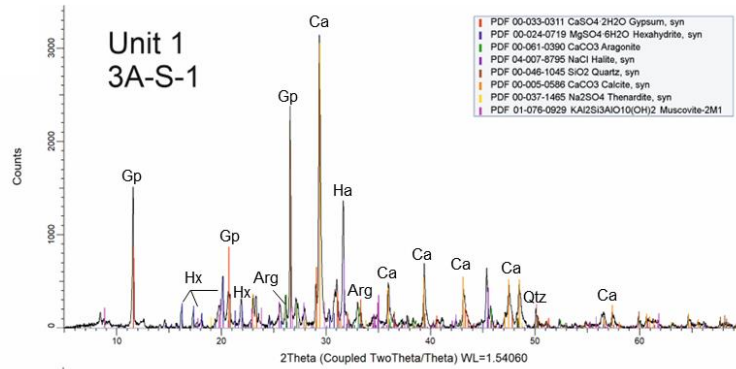 Unit 1
3A-S-1
PDF 00-033-0311 CaSO4·2H2O Gypsum, syn
PDF 00-024-0719 MgSO4·6H2O Hexahydrite, syn
PDF 00-061-0390 CaCO3 Aragonite
PDF 04-007-8795 NaCl Halite, syn
PDF 00-046-1045 SiO2 Quartz, syn
PDF 00-005-0586 CaCO3 Calcite, syn
PDF 00-037-1465 Na2SO4 Thenardite, syn
PDF 01-076-0929 KAl2Si3AlO10(OH)2 Muscovite-2M1
Ca
Gp
Gp
Ha
Gp
Hx
Hx
Arg
Arg
Ca
Ca
Ca
Ca
Qtz
Ca
Counts
3000
2000
1000
0
10 20 30 40 50 60
2Theta (Coupled TwoTheta/Theta) WL=1.54060